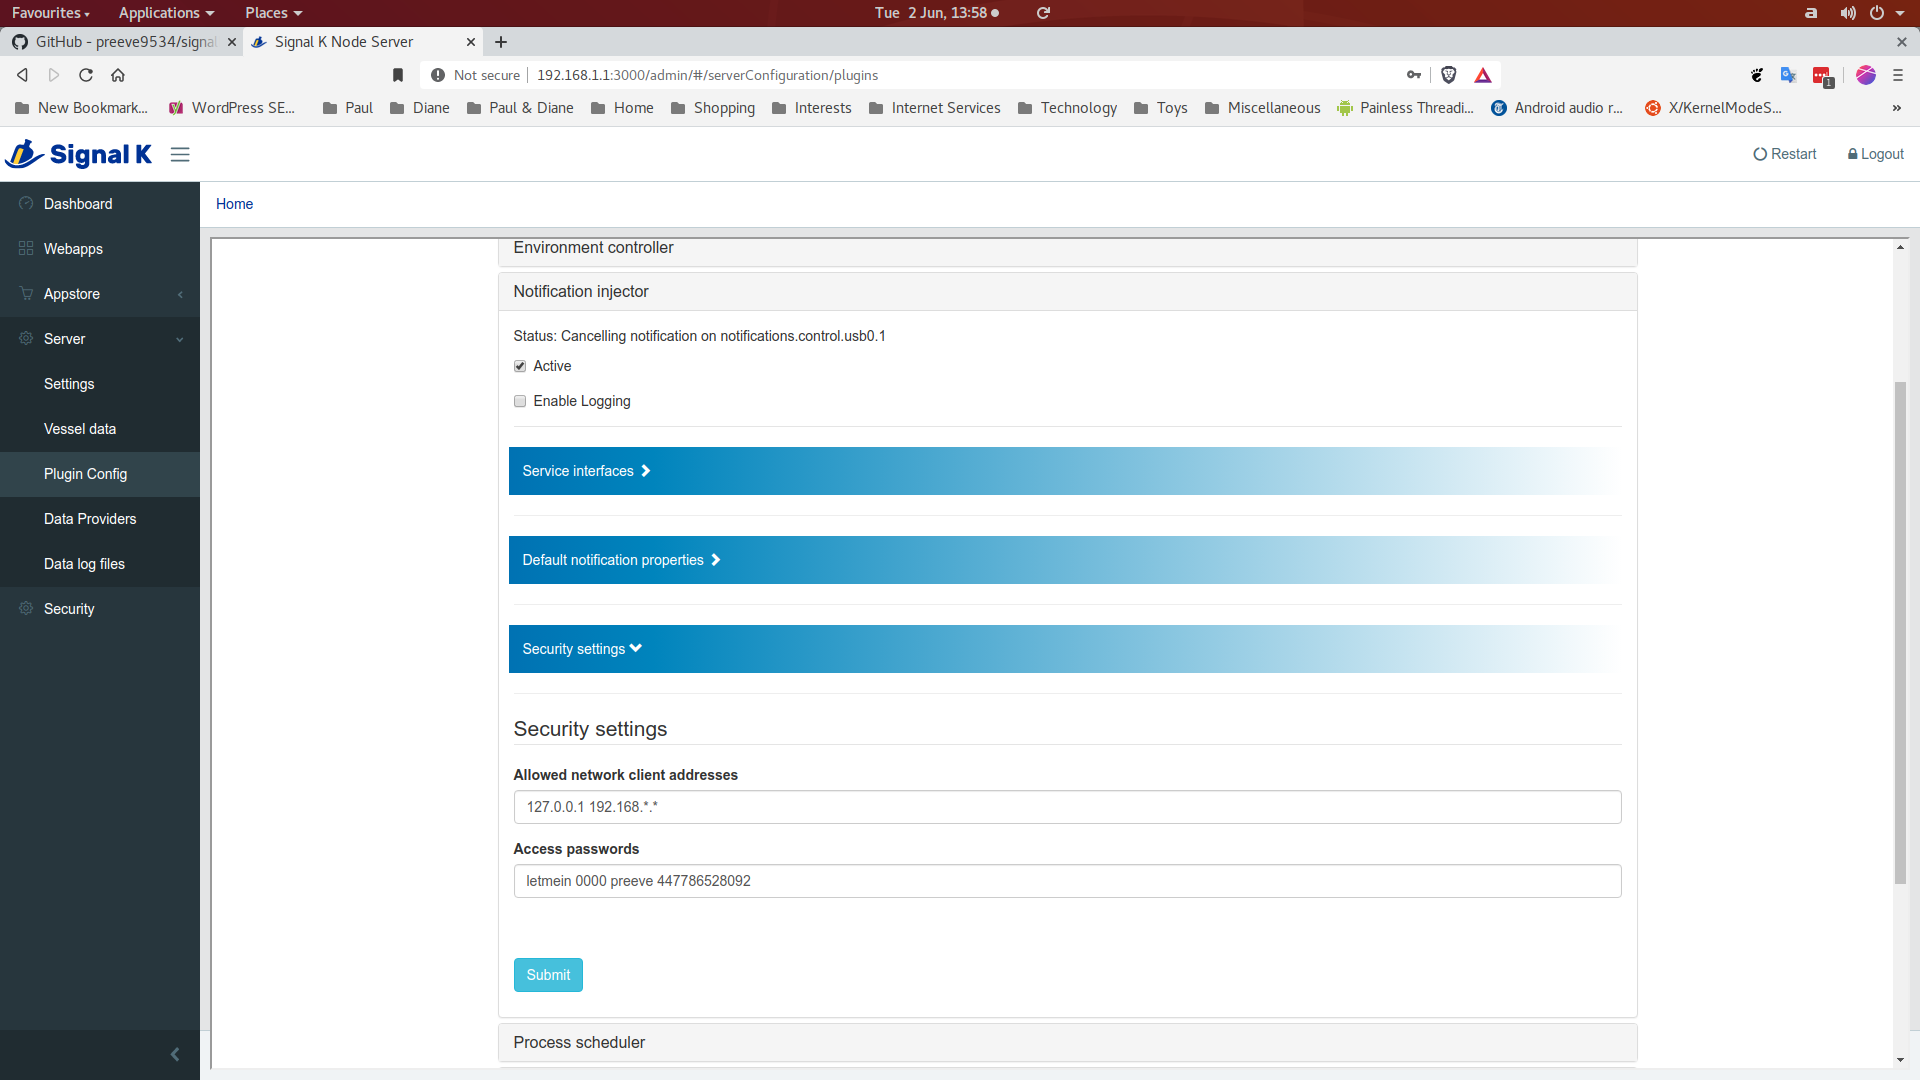 Favourites Applications Places Tue 2 Jun, 13:58 a
GitHub - preeve9534/signal Signal K Node Server
Not secure 192.168.1.1:3000/admin/#/serverConfiguration/plugins 1
New Bookmark... WordPress SE... Paul Diane Paul & Diane Home Shopping Interests Internet Services Technology Toys Miscellaneous Painless Threadi... Android audio r... X/KernelModeS... »
Signal K Restart Logout
Dashboard
Home
Webapps
Appstore
Server
Settings
Vessel data
Plugin Config
Data Providers
Data log files
Security
Environment controller
Notification injector
Status: Cancelling notification on notifications.control.usb0.1
Active
Enable Logging
Service interfaces
Default notification properties
Security settings
Security settings
Allowed network client addresses
127.0.0.1 192.168.*.*
Access passwords
letmein 0000 preeve 447786528092
Submit
Process scheduler